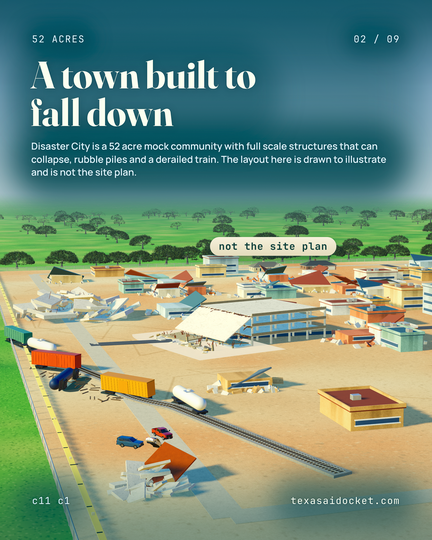 52 ACRES
02 / 09
A town built to
fall down
Disaster City is a 52 acre mock community with full scale structures that can
collapse, rubble piles and a derailed train. The layout here is drawn to illustrate
and is not the site plan.
not the site plan
c11 c1
texasaidocket.com